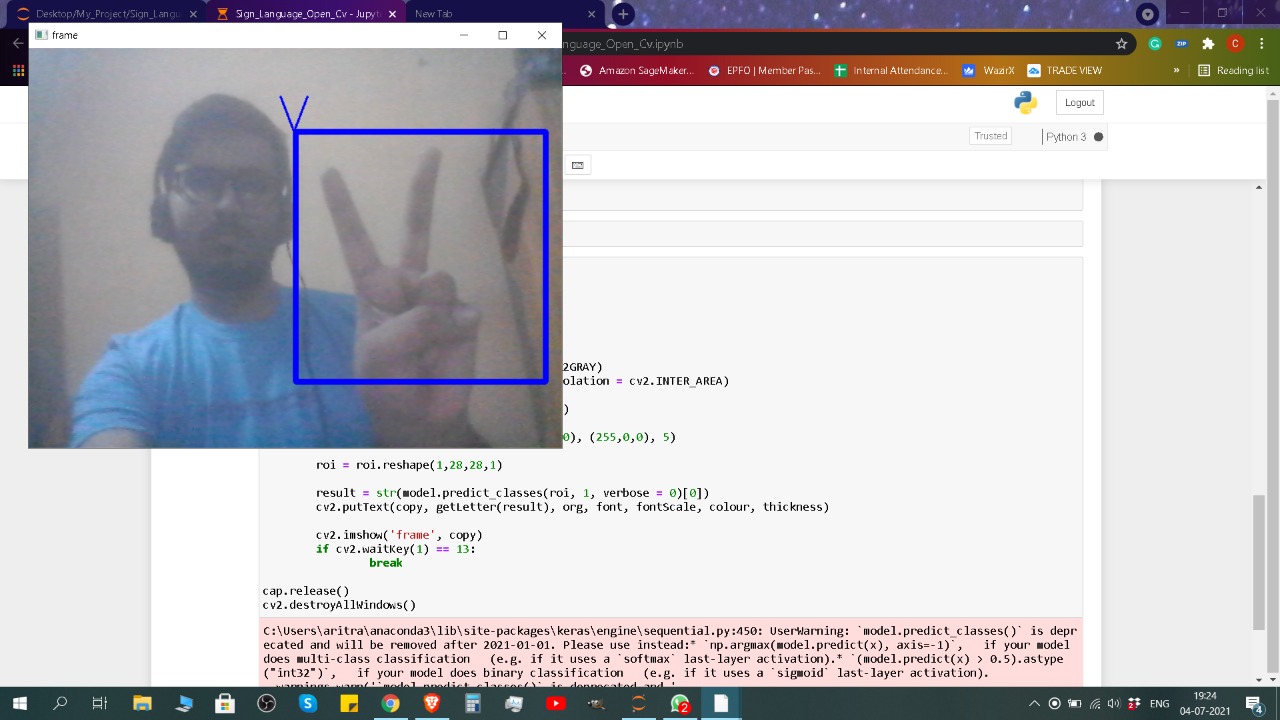 Desktop/My_Project/Sign_Langu
Sign_Language_Open_Cv - Jupyt
New Tab
frame
nguage_Open_Cv.ipynb
Amazon SageMaker...
EPFO | Member Pas...
Internal Attendance...
WazirX
TRADE VIEW
Reading list
Logout
Trusted
Python 3
V
2GRAY)
olation = cv2.INTER_AREA)
)
0), (255,0,0), 5)
roi = roi.reshape(1,28,28,1)
result = str(model.predict_classes(roi, 1, verbose = 0)[0])
cv2.putText(copy, getLetter(result), org, font, fontScale, colour, thickness)
cv2.imshow('frame', copy)
if cv2.waitKey(1) == 13:
break
cap.release()
cv2.destroyAllWindows()
C:\Users\aritra\anaconda3\lib\site-packages\keras\engine\sequential.py:450: UserWarning: `model.predict_classes()` is depr
ecated and will be removed after 2021-01-01. Please use instead:* `np.argmax(model.predict(x), axis=-1)`, if your model
does multi-class classification (e.g. if it uses a `softmax` last-layer activation).* `(model.predict(x) > 0.5).astype
("int32")`, if your model does binary classification (e.g. if it uses a `sigmoid` last-layer activation).
ENG
19:24
04-07-2021
2